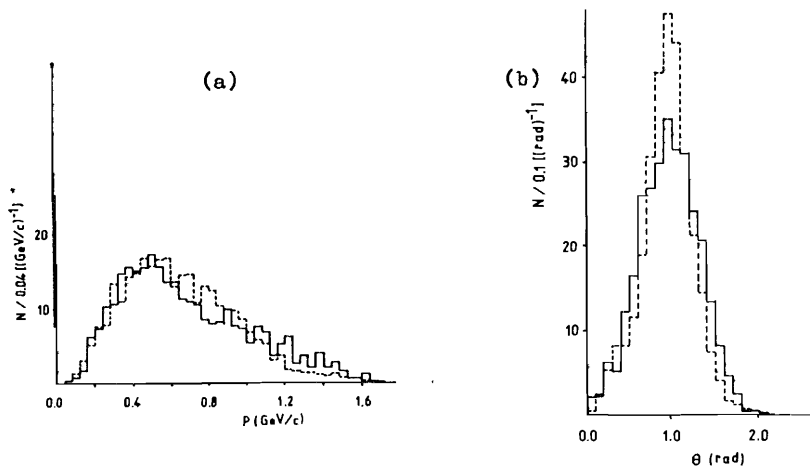 (a)
N / 0.04 [(GeV/c)⁻¹]
20
10
0.0 0.4 0.8 1.2 1.6
P (GeV/c)
(b)
N / 0.1 [(rad)⁻¹]
40
30
20
10
0.0 1.0 2.0
θ (rad)